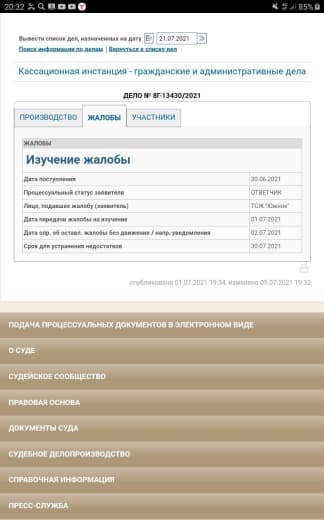 20:32
85%
Вывести список дел, назначенных на дату 21.07.2021
Поиск информации по делам | Вернуться к списку дел
Кассационная инстанция - гражданские и административные дела
ДЕЛО № 8Г-13430/2021
ПРОИЗВОДСТВО ЖАЛОБЫ УЧАСТНИКИ
ЖАЛОБЫ
Изучение жалобы
Дата поступления 30.06.2021
Процессуальный статус заявителя ОТВЕТЧИК
Лицо, подавшее жалобу (заявитель) ТСЖ "Южное"
Дата передачи жалобы на изучение 01.07.2021
Дата опр. об оставл. жалобы без движения / напр. уведомления 02.07.2021
Срок для устранения недостатков 30.07.2021
опубликовано 01.07.2021 19:34, изменено 05.07.2021 19:32
ПОДАЧА ПРОЦЕССУАЛЬНЫХ ДОКУМЕНТОВ В ЭЛЕКТРОННОМ ВИДЕ
О СУДЕ
СУДЕЙСКОЕ СООБЩЕСТВО
ПРАВОВАЯ ОСНОВА
ДОКУМЕНТЫ СУДА
СУДЕБНОЕ ДЕЛОПРОИЗВОДСТВО
СПРАВОЧНАЯ ИНФОРМАЦИЯ
ПРЕСС-СЛУЖБА